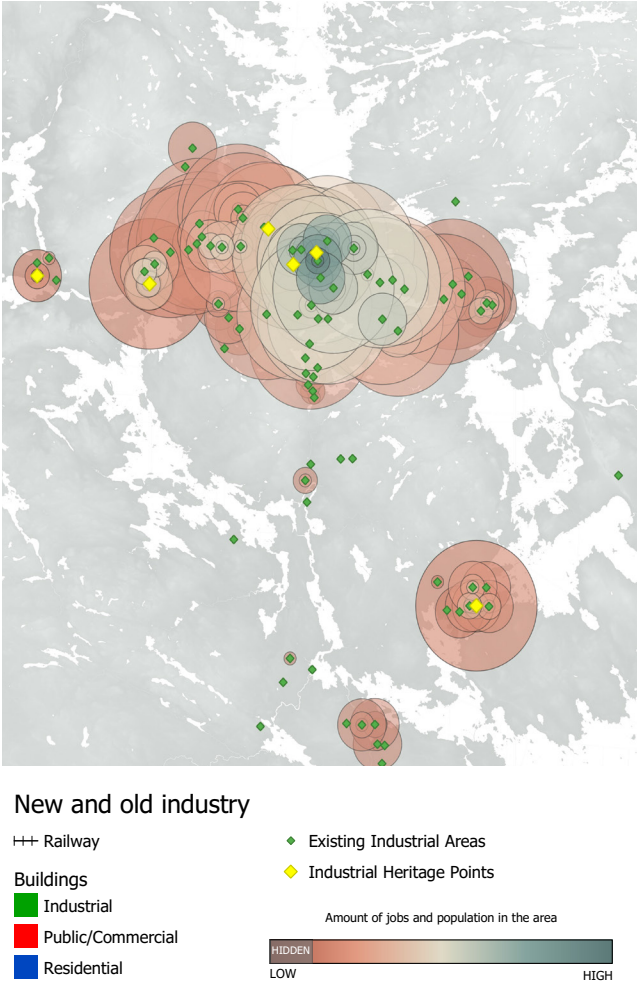 New and old industry
Railway
Buildings
Industrial
Public/Commercial
Residential
Existing Industrial Areas
Industrial Heritage Points
Amount of jobs and population in the area
HIDDEN
LOW
HIGH